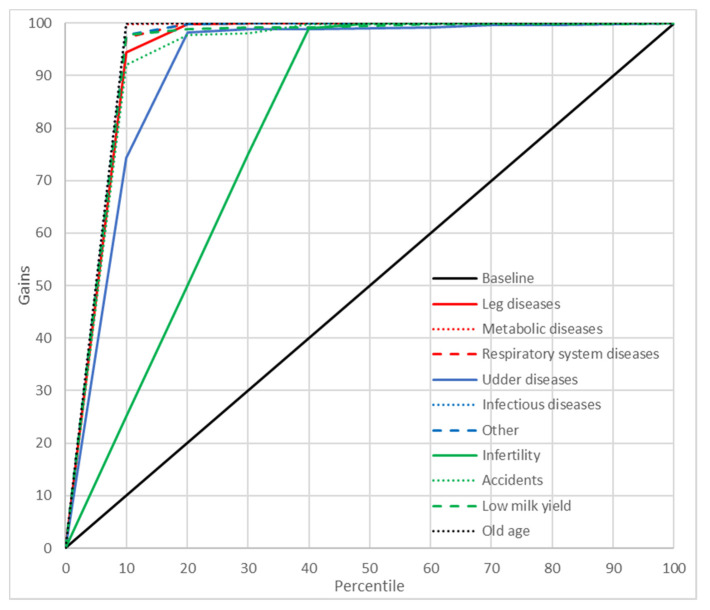 100
90
80
70
60
50
40
30
20
10
0
Gains
Baseline
Leg diseases
Metabolic diseases
Respiratory system diseases
Udder diseases
Infectious diseases
Other
Infertility
Accidents
Low milk yield
Old age
0 10 20 30 40 50 60 70 80 90 100
Percentile